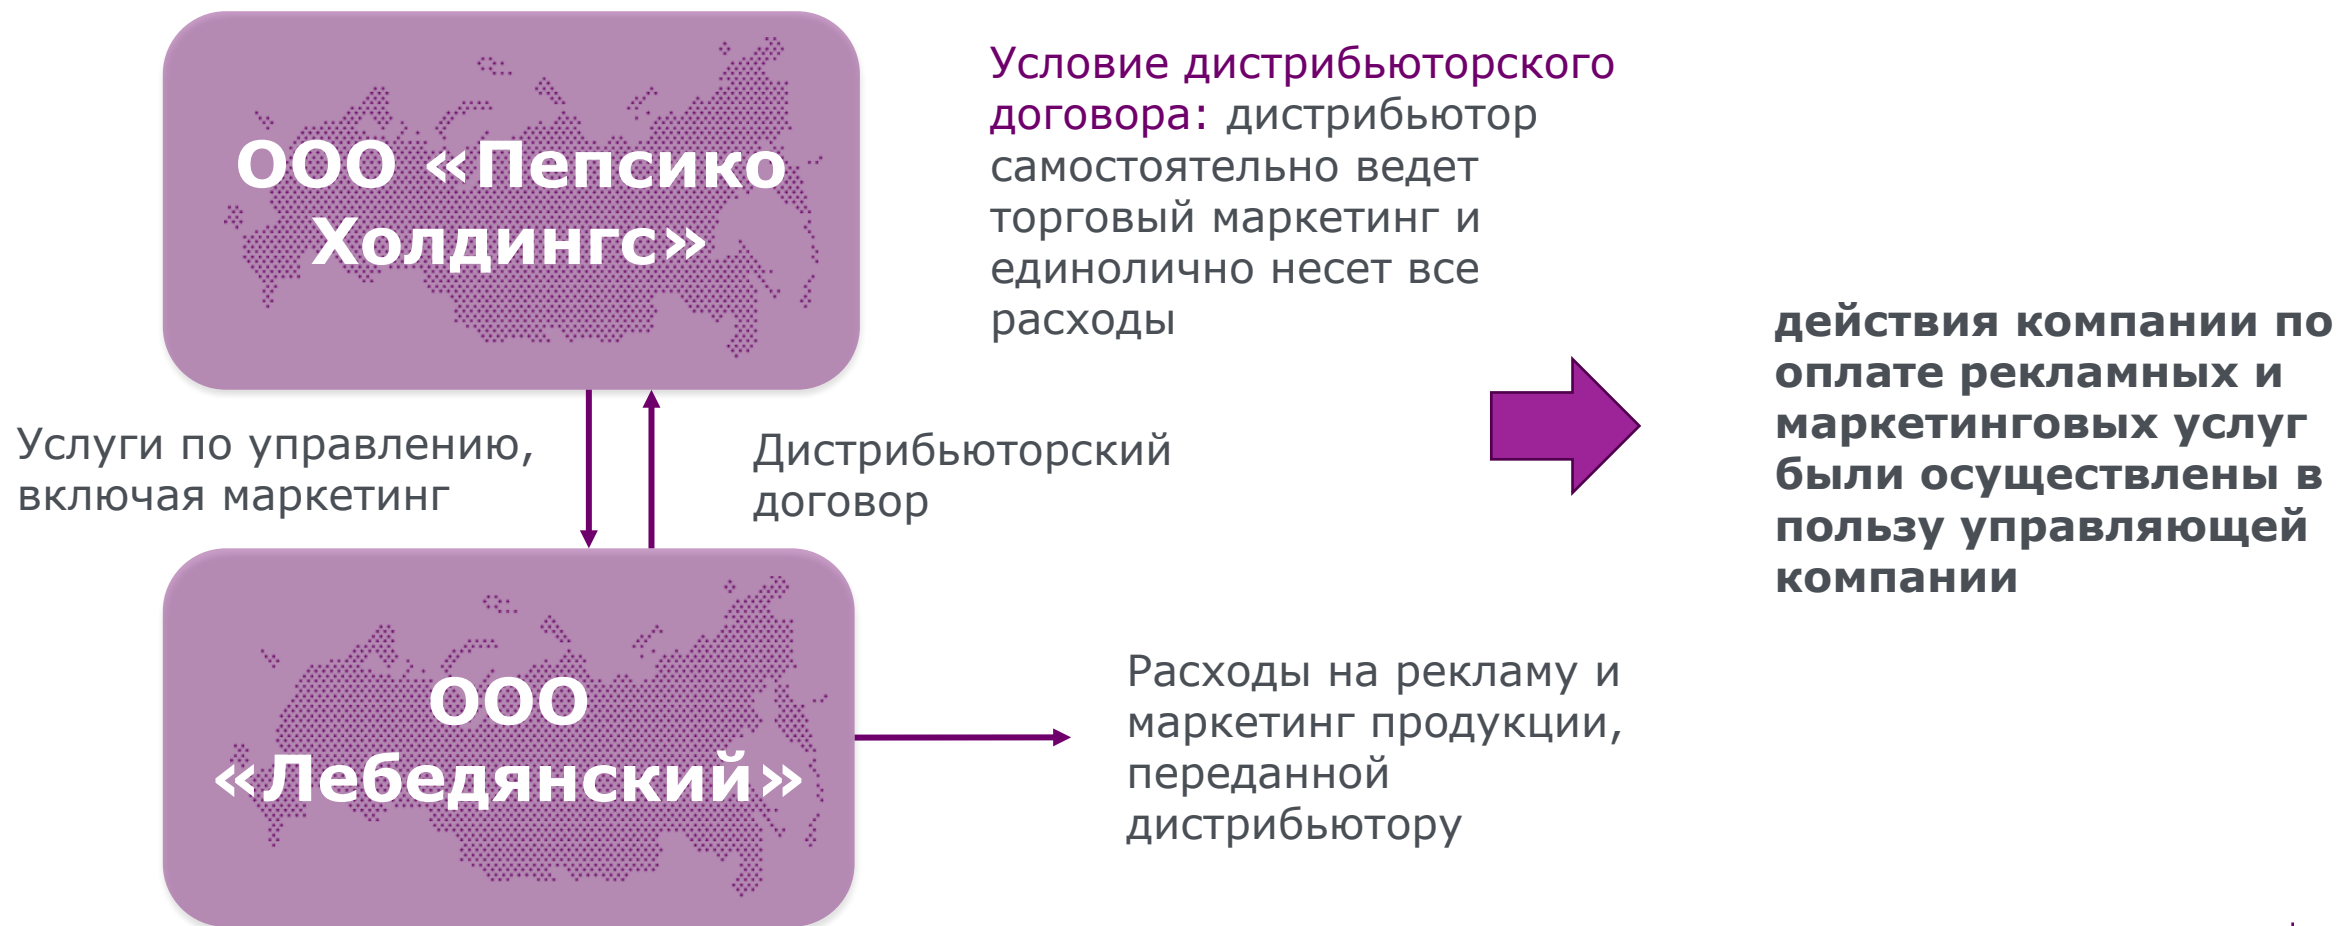 ООО «Пепсико
Холдингс»
Условие дистрибьюторского
договора: дистрибьютор
самостоятельно ведет
торговый маркетинг и
единолично несет все
расходы
действия компании по
оплате рекламных и
маркетинговых услуг
были осуществлены в
пользу управляющей
компании
Услуги по управлению,
включая маркетинг
Дистрибьюторский
договор
ООО
«Лебедянский»
Расходы на рекламу и
маркетинг продукции,
переданной
дистрибьютору